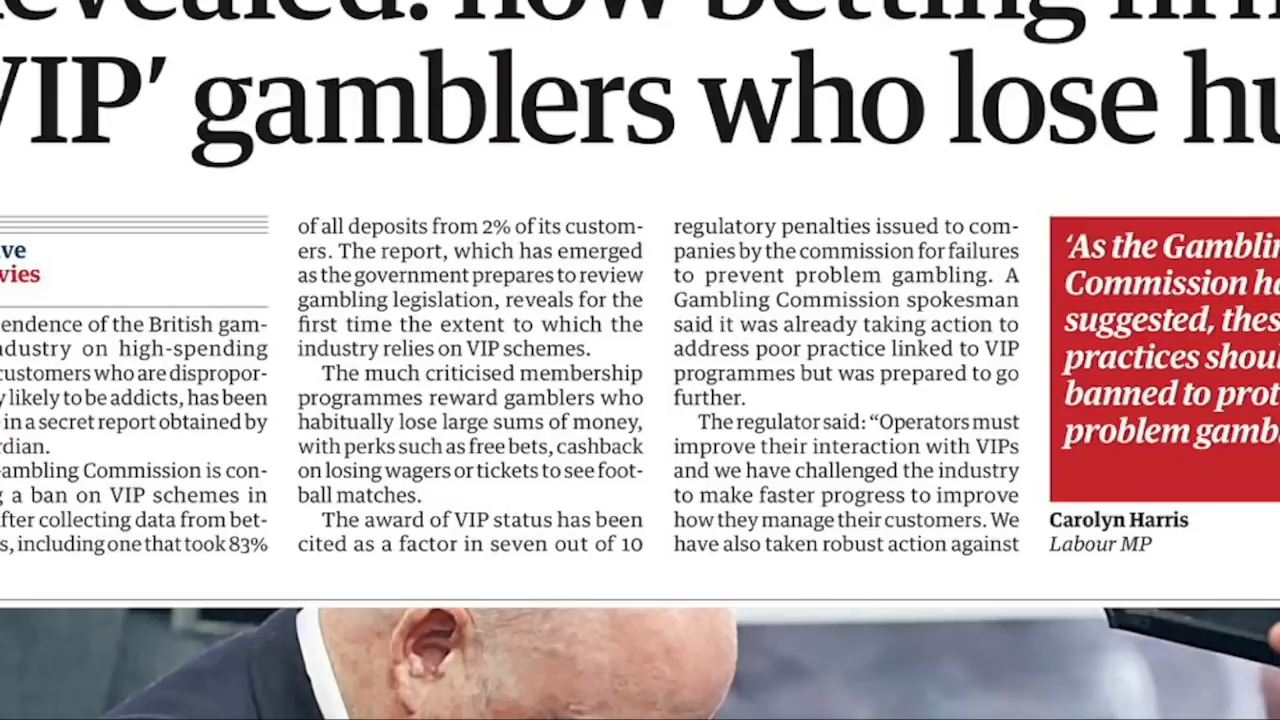 Revealed: how betting firm
VIP’ gamblers who lose hu
ve
vies
endence of the British gam-
ndustry on high-spending
customers who are dispropor-
y likely to be addicts, has been
in a secret report obtained by
rdian.
Gambling Commission is con-
g a ban on VIP schemes in
fter collecting data from bet-
s, including one that took 83%
of all deposits from 2% of its custom-
ers. The report, which has emerged
as the government prepares to review
gambling legislation, reveals for the
first time the extent to which the
industry relies on VIP schemes.
The much criticised membership
programmes reward gamblers who
habitually lose large sums of money,
with perks such as free bets, cashback
on losing wagers or tickets to see foot-
ball matches.
The award of VIP status has been
cited as a factor in seven out of 10
regulatory penalties issued to com-
panies by the commission for failures
to prevent problem gambling. A
Gambling Commission spokesman
said it was already taking action to
address poor practice linked to VIP
programmes but was prepared to go
further.
The regulator said: “Operators must
improve their interaction with VIPs
and we have challenged the industry
to make faster progress to improve
how they manage their customers. We
have also taken robust action against
‘As the Gamblin
Commission ha
suggested, thes
practices shoul
banned to prot
problem gamb
Carolyn Harris
Labour MP